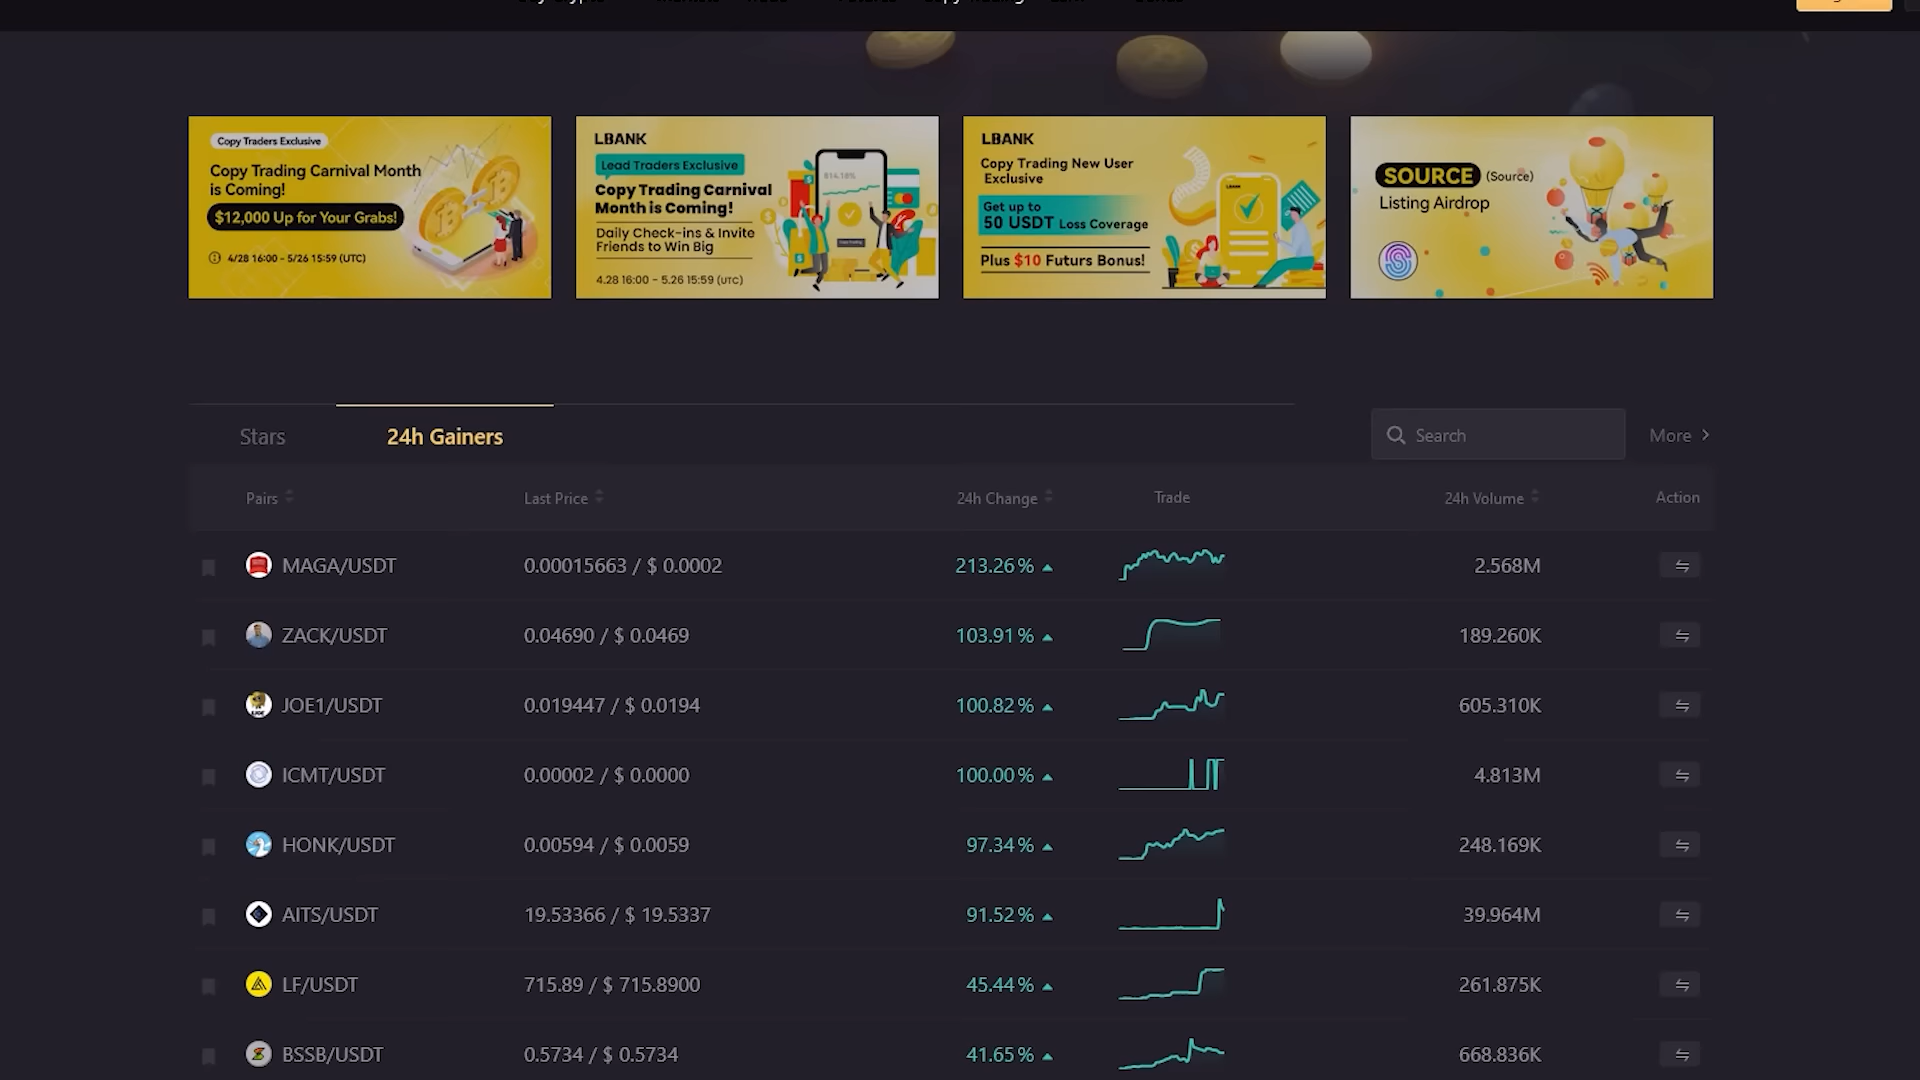 Copy Traders Exclusive
Copy Trading Carnival Month
is Coming!
$12,000 Up for Your Grabs!
4/28 16:00 - 5/26 15:59 (UTC)
LBANK
Lead Traders Exclusive
Copy Trading Carnival
Month is Coming!
Daily Check-ins & Invite
Friends to Win Big
4.28 16:00 - 5.26 15:59 (UTC)
$14.18%
LBANK
Copy Trading New User
Exclusive
Get up to
50 USDT Loss Coverage
Plus $10 Futurs Bonus!
SOURCE (Source)
Listing Airdrop
Stars 24h Gainers Search More
Pairs Last Price 24h Change Trade 24h Volume Action
MAGA/USDT 0.00015663 / $ 0.0002 213.26% 2.568M
ZACK/USDT 0.04690 / $ 0.0469 103.91% 189.260K
JOE1/USDT 0.019447 / $ 0.0194 100.82% 605.310K
ICMT/USDT 0.00002 / $ 0.0000 100.00% 4.813M
HONK/USDT 0.00594 / $ 0.0059 97.34% 248.169K
AITS/USDT 19.53366 / $ 19.5337 91.52% 39.964M
LF/USDT 715.89 / $ 715.8900 45.44% 261.875K
BSSB/USDT 0.5734 / $ 0.5734 41.65% 668.836K